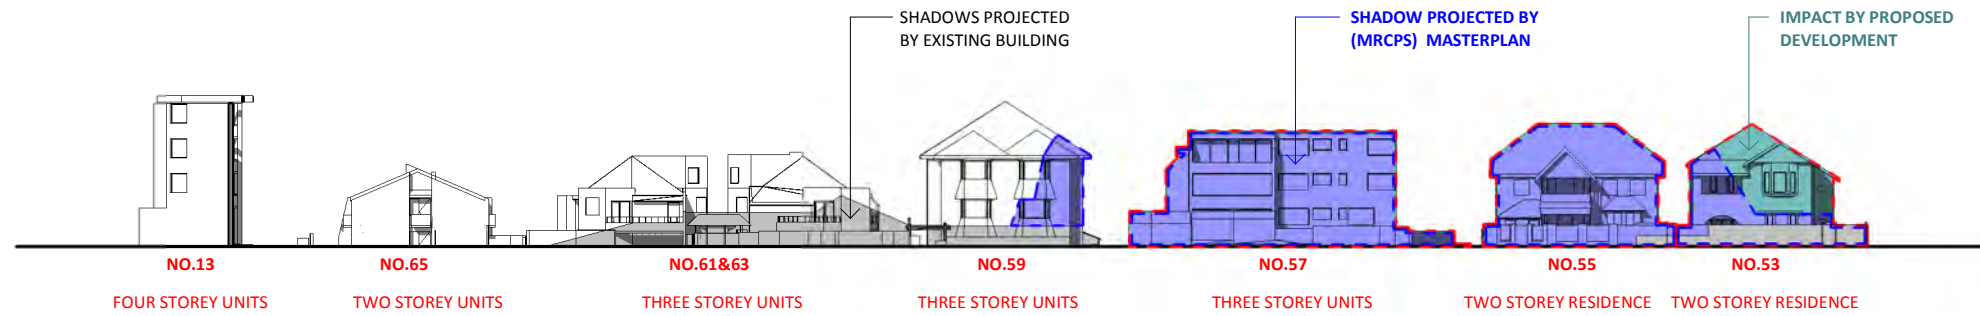 SHADOWS PROJECTED
BY EXISTING BUILDING
SHADOW PROJECTED BY
(MRCPS) MASTERPLAN
IMPACT BY PROPOSED
DEVELOPMENT
NO.13
FOUR STOREY UNITS
NO.65
TWO STOREY UNITS
NO.61&63
THREE STOREY UNITS
NO.59
THREE STOREY UNITS
NO.57
THREE STOREY UNITS
NO.55
TWO STOREY RESIDENCE
NO.53
TWO STOREY RESIDENCE